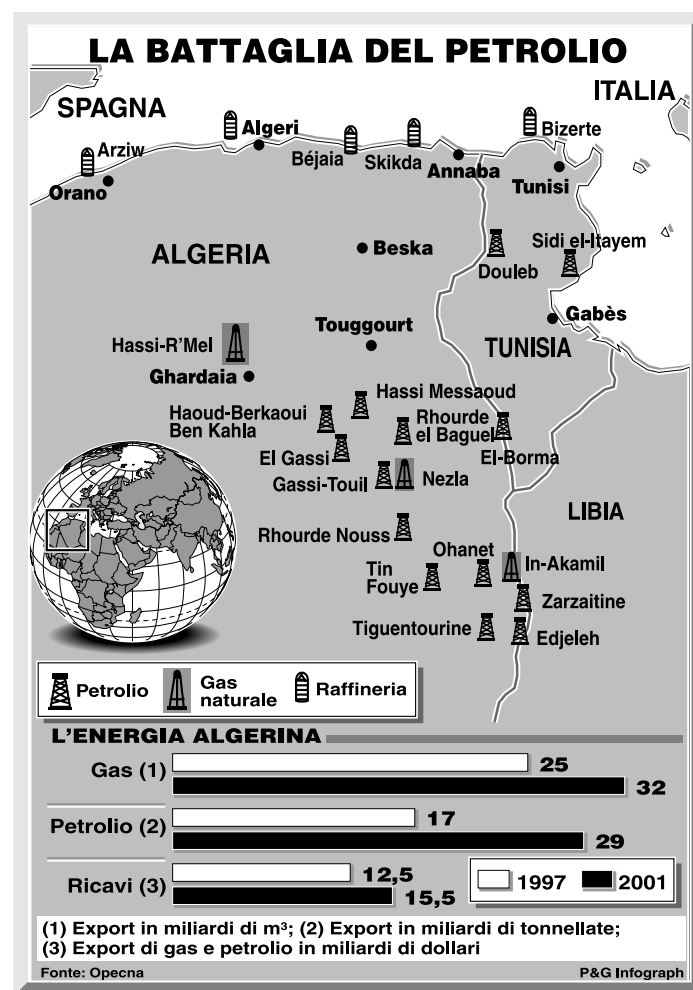 LA BATTAGLIA DEL PETROLIO
SPAGNA
ITALIA
Algeri
Bizerte
Arziw
Béjaia
Skikda
Annaba
Tunisi
Orano
ALGERIA
Beska
Sidi el-Itayem
Douleb
Gabès
Touggourt
TUNISIA
Hassi-R'Mel
Ghardaia
Hassi Messaoud
Haoud-Berkaoui
Ben Kahla
Rhourde
el Baguel
El Gassi
El-Borma
Gassi-Touil
Nezla
LIBIA
Rhourde Nouss
Ohanet
In-Akamil
Tin
Fouye
Zarzaitine
Tiguentourine
Edjeleh
Petrolio
Gas
naturale
Raffineria
L'ENERGIA ALGERINA
Gas (1)
25
32
Petrolio (2)
17
29
Ricavi (3)
12,5
15,5
1997
2001
(1) Export in miliardi di m³; (2) Export in miliardi di tonnellate;
(3) Export di gas e petrolio in miliardi di dollari
Fonte: Opecna
P&G Infograph